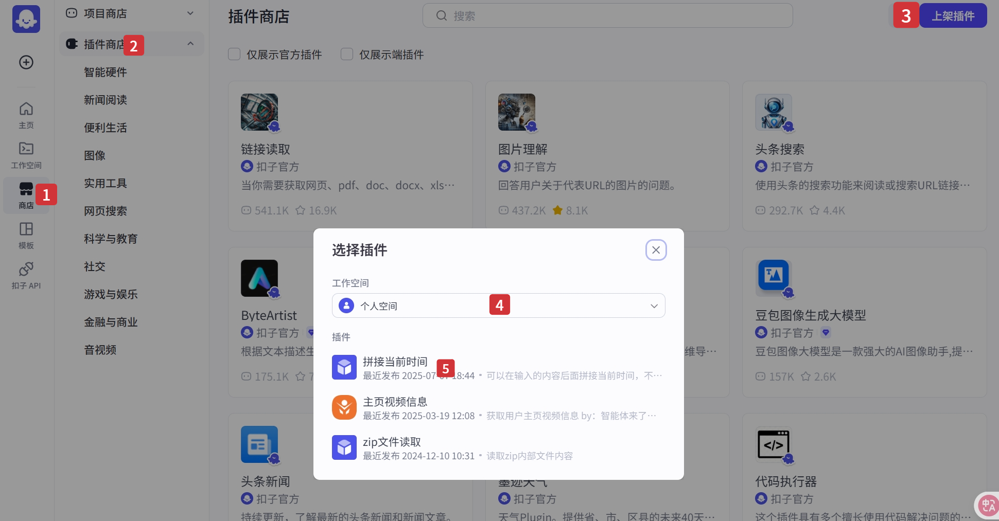 项目商店
插件商店
2
智能硬件
新闻阅读
便利生活
图像
实用工具
网页搜索
科学与教育
社交
游戏与娱乐
金融与商业
音视频
主页
工作空间
商店
1
模板
扣子 API
插件商店
搜索
3
上架插件
仅展示官方插件
仅展示端插件
链接读取
扣子官方
当你需要获取网页、pdf、doc、docx、xls…
541.1K 16.9K
图片理解
扣子官方
回答用户关于代表URL的图片的问题。
437.2K 8.1K
头条搜索
扣子官方
使用头条的搜索功能来阅读或搜索URL链接…
292.7K 4.4K
ByteArtist
扣子官方
根据文本描述生
175.1K 7
维导…
豆包图像生成大模型
扣子官方
豆包图像大模型是一款强大的AI图像助手,提…
157K 2.6K
头条新闻
扣子官方
持续更新，了解最新的头条新闻和新闻文章。
墨迹天气
扣子官方
天气Plugin。提供省、市、区县的未来40天…
代码执行器
扣子官方
这个插件具有多个擅长使用代码解决问题的…
选择插件
工作空间
个人空间
4
插件
拼接当前时间
5
最近发布 2025-07-07 18:44 • 可以在输入的内容后面拼接当前时间，不…
主页视频信息
最近发布 2025-03-19 12:08 • 获取用户主页视频信息 by：智能体来了…
zip文件读取
最近发布 2024-12-10 10:31 • 读取zip内部文件内容